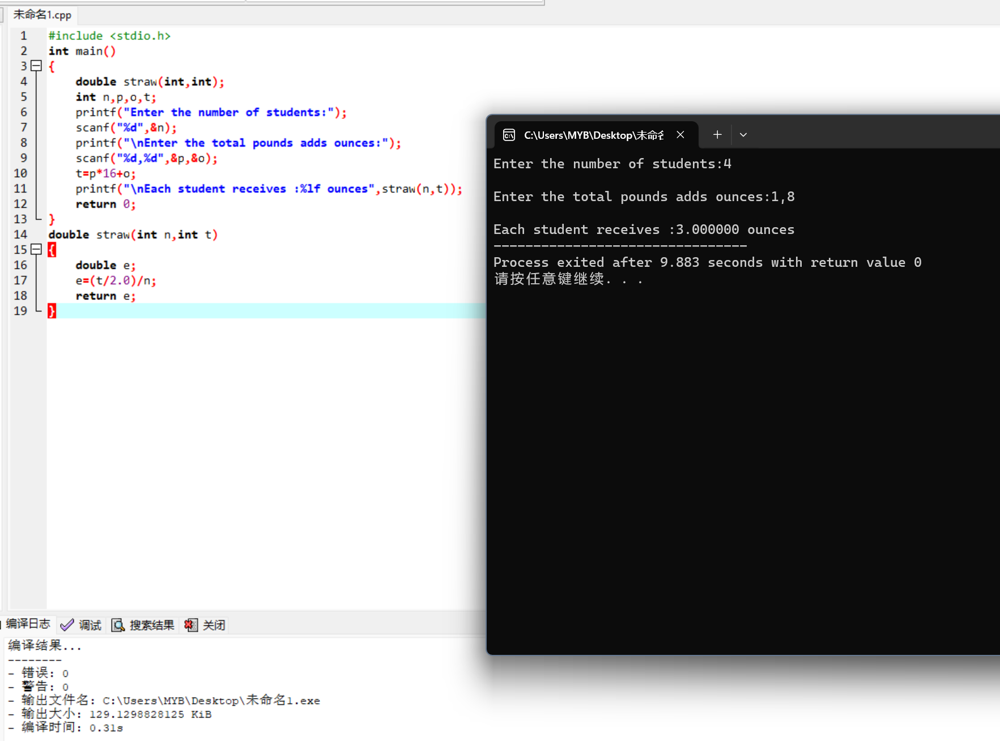 未命名1.cpp
1 #include <stdio.h>
2 int main()
3 {
4 double straw(int,int);
5 int n,p,o,t;
6 printf("Enter the number of students:");
7 scanf("%d",&n);
8 printf("\nEnter the total pounds adds ounces:");
9 scanf("%d,%d",&p,&o);
10 t=p*16+o;
11 printf("\nEach student receives :%lf ounces",straw(n,t));
12 return 0;
13 }
14 double straw(int n,int t)
15 {
16 double e;
17 e=(t/2.0)/n;
18 return e;
19 }
C:\Users\MYB\Desktop\未命名
Enter the number of students:4
Enter the total pounds adds ounces:1,8
Each student receives :3.000000 ounces
--------------------------------
Process exited after 9.883 seconds with return value 0
请按任意键继续. . .
编译日志 调试 搜索结果 关闭
编译结果...
--------
- 错误: 0
- 警告: 0
- 输出文件名: C:\Users\MYB\Desktop\未命名1.exe
- 输出大小: 129.1298828125 KiB
- 编译时间: 0.31s